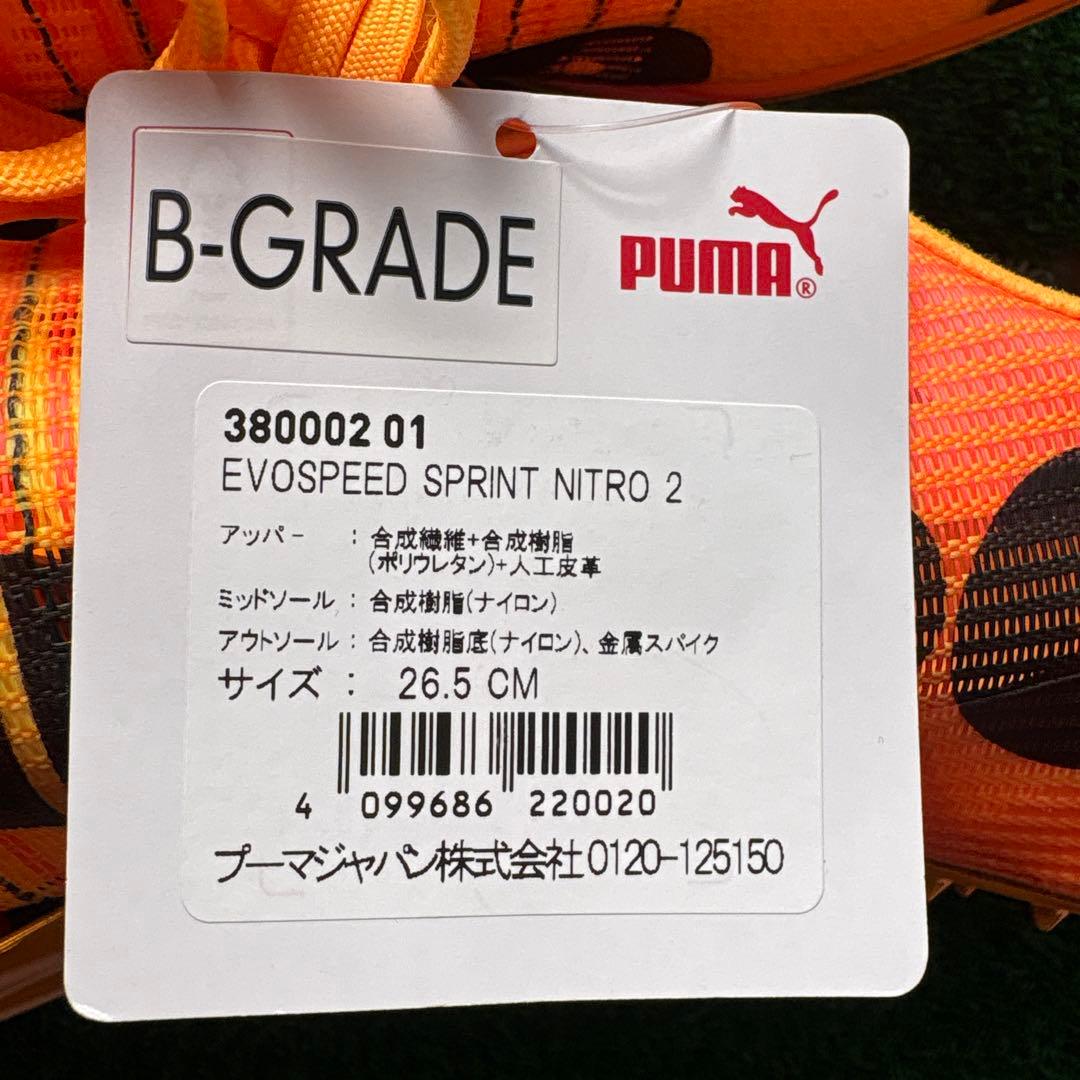 B-GRADE
PUMA®
380002 01
EVOSPEED SPRINT NITRO 2
アッパー : 合成繊維+合成樹脂
(ポリウレタン)+人工皮革
ミッドソール : 合成樹脂(ナイロン)
アウトソール : 合成樹脂底(ナイロン)、金属スパイク
サイズ : 26.5 CM
4 099686 220020
プーマジャパン株式会社0120-125150